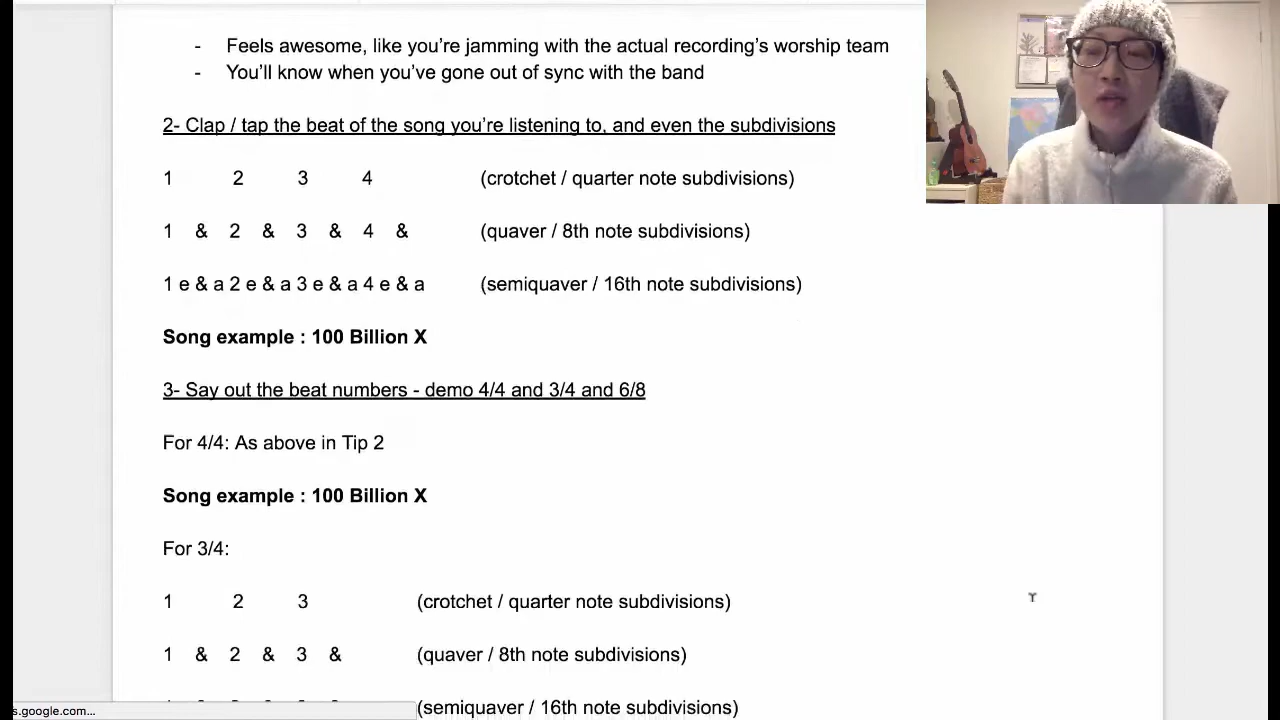 - Feels awesome, like you're jamming with the actual recording's worship team
- You'll know when you've gone out of sync with the band
2- Clap / tap the beat of the song you're listening to, and even the subdivisions
1 2 3 4 (crotchet / quarter note subdivisions)
1 & 2 & 3 & 4 & (quaver / 8th note subdivisions)
1 e & a 2 e & a 3 e & a 4 e & a (semiquaver / 16th note subdivisions)
Song example : 100 Billion X
3- Say out the beat numbers - demo 4/4 and 3/4 and 6/8
For 4/4: As above in Tip 2
Song example : 100 Billion X
For 3/4:
1 2 3 (crotchet / quarter note subdivisions)
1 & 2 & 3 & (quaver / 8th note subdivisions)
(semiquaver / 16th note subdivisions)
s.google.com...